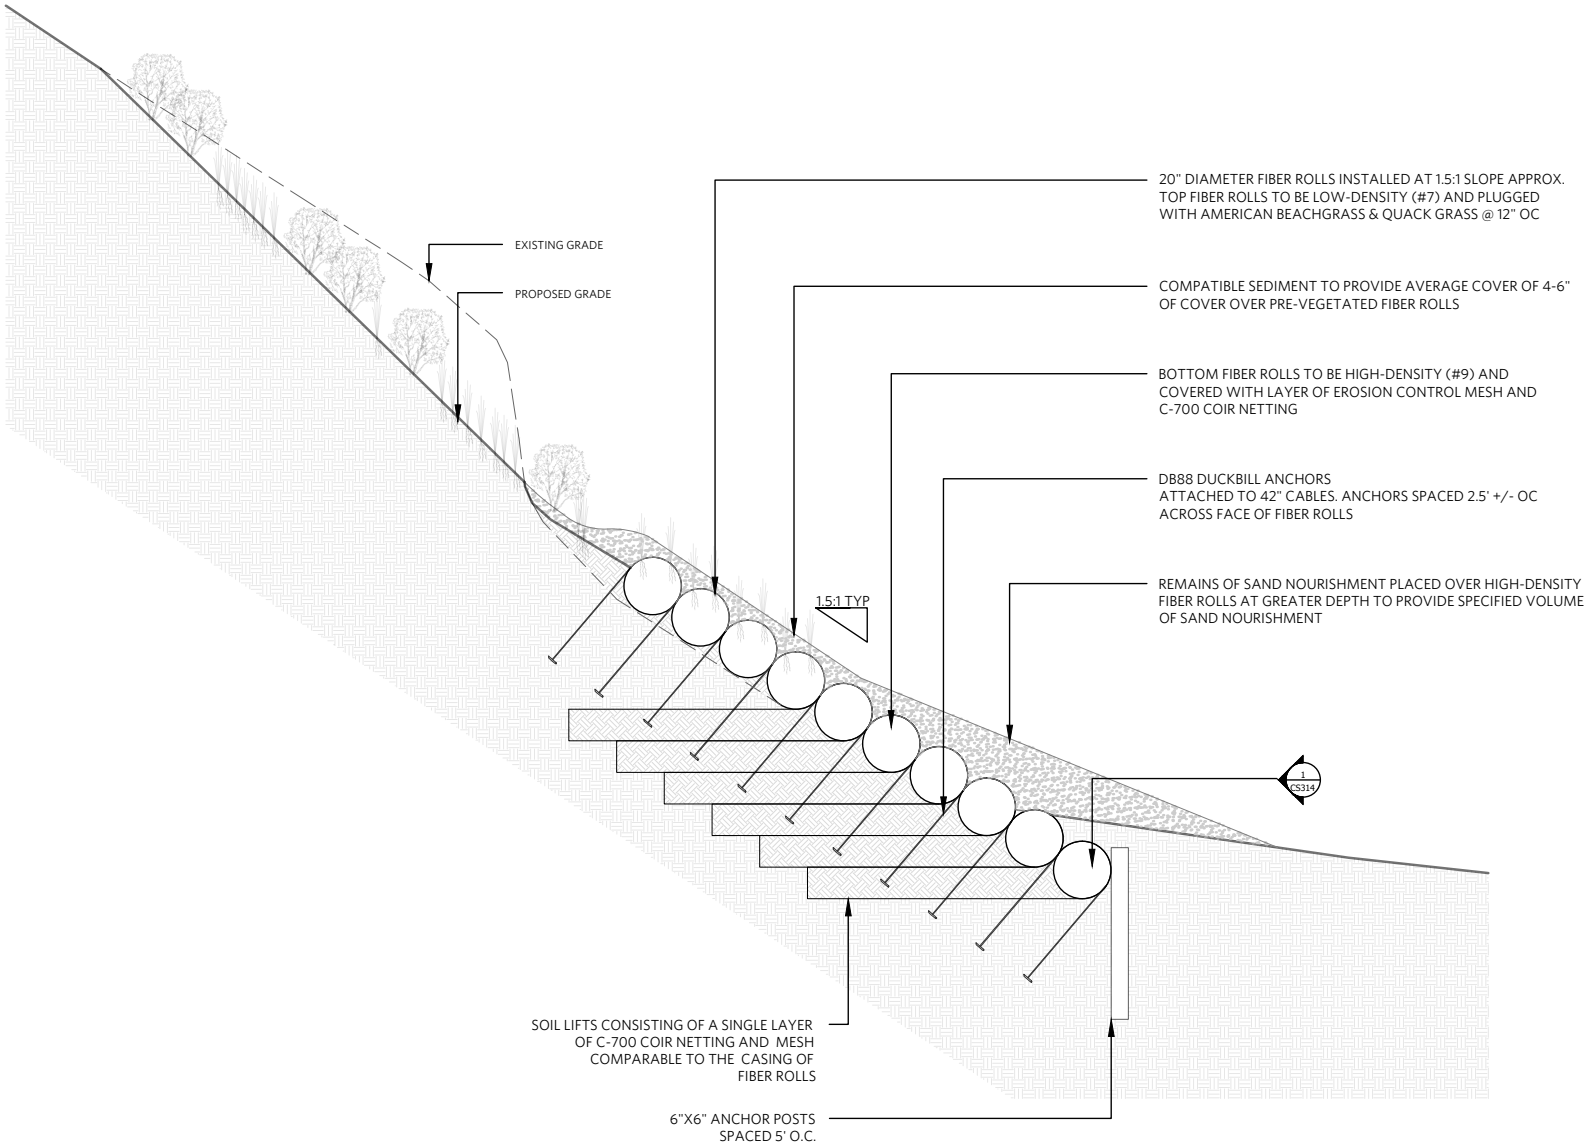 20" DIAMETER FIBER ROLLS INSTALLED AT 1.5:1 SLOPE APPROX.
TOP FIBER ROLLS TO BE LOW-DENSITY (#7) AND PLUGGED
WITH AMERICAN BEACHGRASS & QUACK GRASS @ 12" OC
EXISTING GRADE
PROPOSED GRADE
COMPATIBLE SEDIMENT TO PROVIDE AVERAGE COVER OF 4-6"
OF COVER OVER PRE-VEGETATED FIBER ROLLS
BOTTOM FIBER ROLLS TO BE HIGH-DENSITY (#9) AND
COVERED WITH LAYER OF EROSION CONTROL MESH AND
C-700 COIR NETTING
DB88 DUCKBILL ANCHORS
ATTACHED TO 42" CABLES. ANCHORS SPACED 2.5' +/- OC
ACROSS FACE OF FIBER ROLLS
REMAINS OF SAND NOURISHMENT PLACED OVER HIGH-DENSITY
FIBER ROLLS AT GREATER DEPTH TO PROVIDE SPECIFIED VOLUME
OF SAND NOURISHMENT
1.5:1 TYP
1
CS314
SOIL LIFTS CONSISTING OF A SINGLE LAYER
OF C-700 COIR NETTING AND MESH
COMPARABLE TO THE CASING OF
FIBER ROLLS
6"X6" ANCHOR POSTS
SPACED 5' O.C.